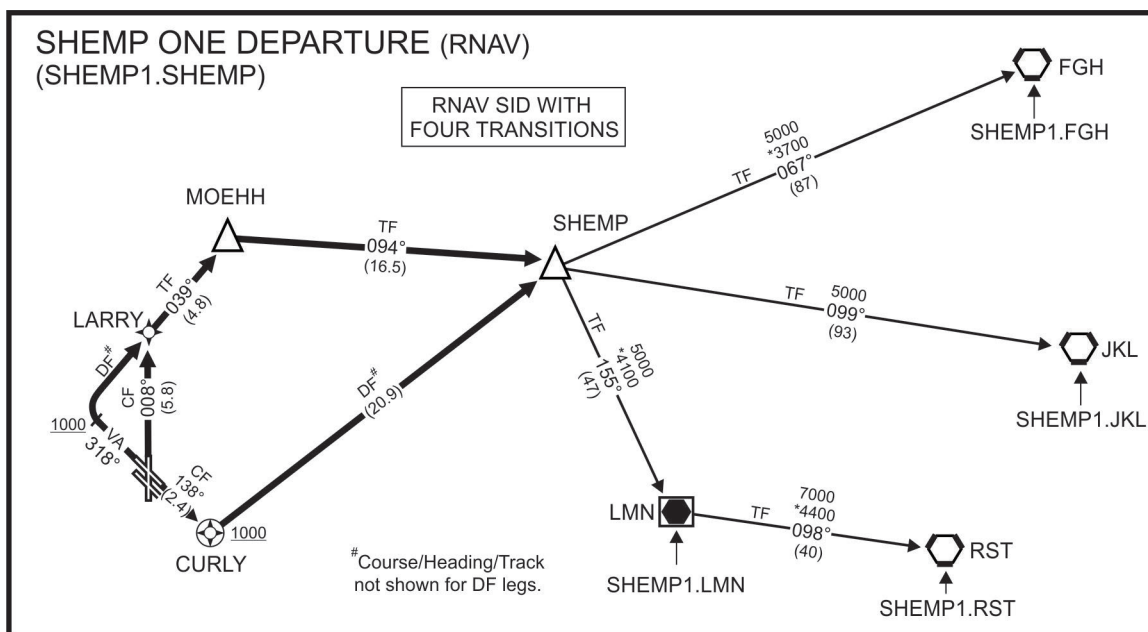 SHEMP ONE DEPARTURE (RNAV)
(SHEMP1.SHEMP)
RNAV SID WITH
FOUR TRANSITIONS
FGH
SHEMP1.FGH
5000
*3700
TF 067°
(87)
MOEHH
SHEMP
TF
094°
(16.5)
TF
039°
(4.8)
LARRY
DF#
CF
008°
(5.8)
1000
VA
318°
CF
138°
(2.4)
CURLY
1000
DF#
(20.9)
TF
5000
*4100
155°
(47)
TF 5000
099°
(93)
JKL
SHEMP1.JKL
LMN
SHEMP1.LMN
7000
*4400
TF 098°
(40)
RST
SHEMP1.RST
#Course/Heading/Track
not shown for DF legs.